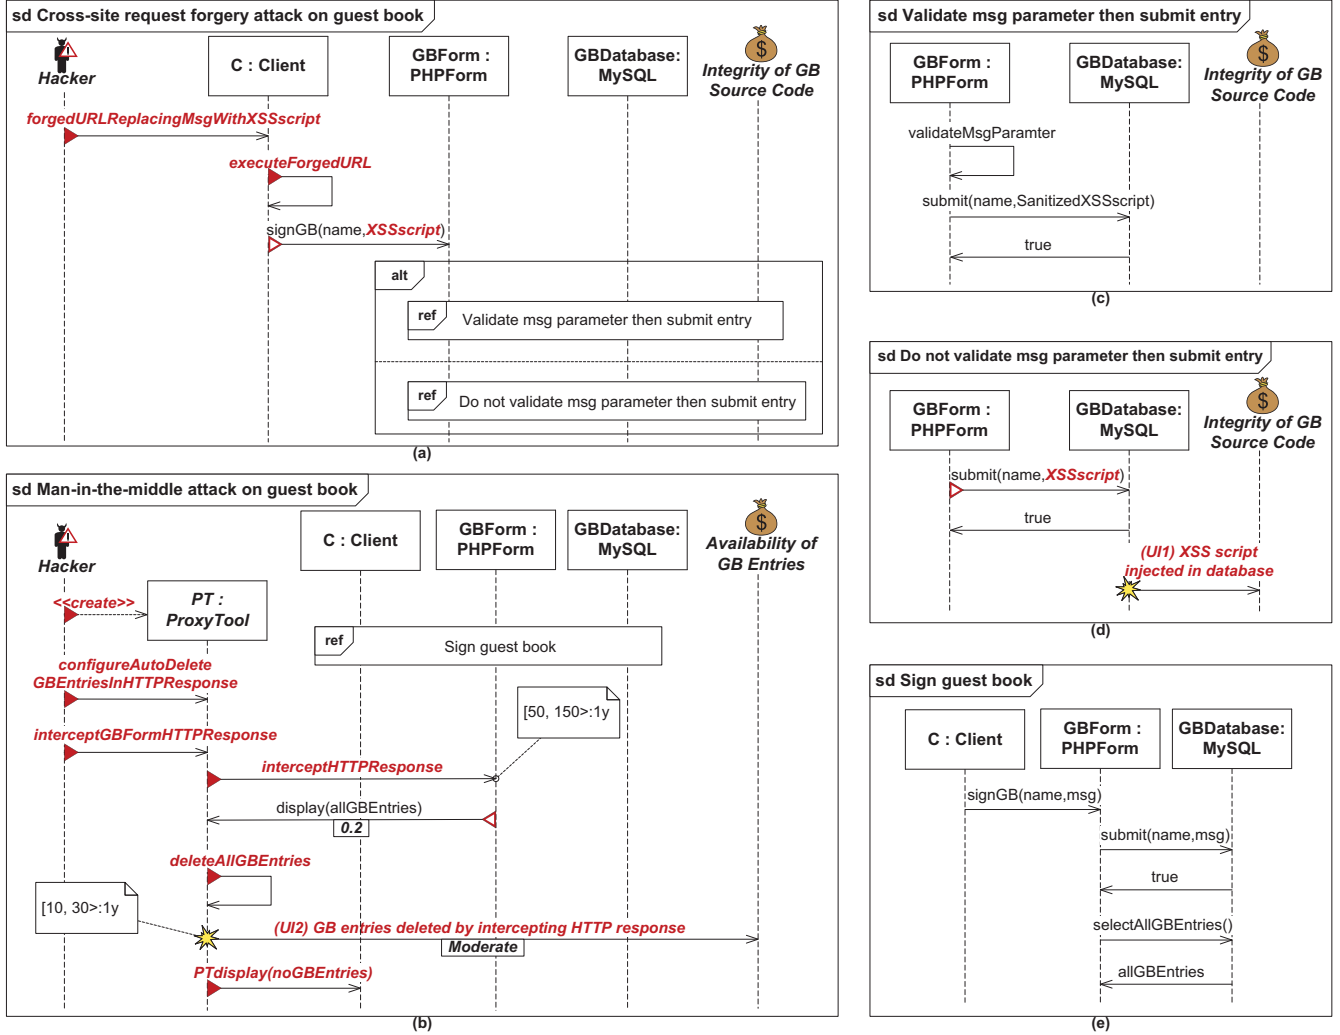 sd Cross-site request forgery attack on guest book
Hacker
C : Client
GBForm :
PHPForm
GBDatabase:
MySQL
$
Integrity of GB
Source Code
forgedURLReplacingMsgWithXSSscript
executeForgedURL
signGB(name,XSSscript)
alt
ref
Validate msg parameter then submit entry
ref
Do not validate msg parameter then submit entry
(a)
sd Man-in-the-middle attack on guest book
Hacker
C : Client
GBForm :
PHPForm
GBDatabase:
MySQL
$
Availability of
GB Entries
<<create>>
PT :
ProxyTool
ref
Sign guest book
configureAutoDelete
GBEntriesInHTTPResponse
[50, 150>:1y
interceptGBFormHTTPResponse
interceptHTTPResponse
display(allGBEntries)
0.2
deleteAllGBEntries
[10, 30>:1y
(UI2) GB entries deleted by intercepting HTTP response
Moderate
PTdisplay(noGBEntries)
(b)
sd Validate msg parameter then submit entry
GBForm :
PHPForm
GBDatabase:
MySQL
$
Integrity of GB
Source Code
validateMsgParamter
submit(name,SanitizedXSSscript)
true
(c)
sd Do not validate msg parameter then submit entry
GBForm :
PHPForm
GBDatabase:
MySQL
$
Integrity of GB
Source Code
submit(name,XSSscript)
true
(UI1) XSS script
injected in database
(d)
sd Sign guest book
C : Client
GBForm :
PHPForm
GBDatabase:
MySQL
signGB(name,msg)
submit(name,msg)
true
selectAllGBEntries()
allGBEntries
(e)